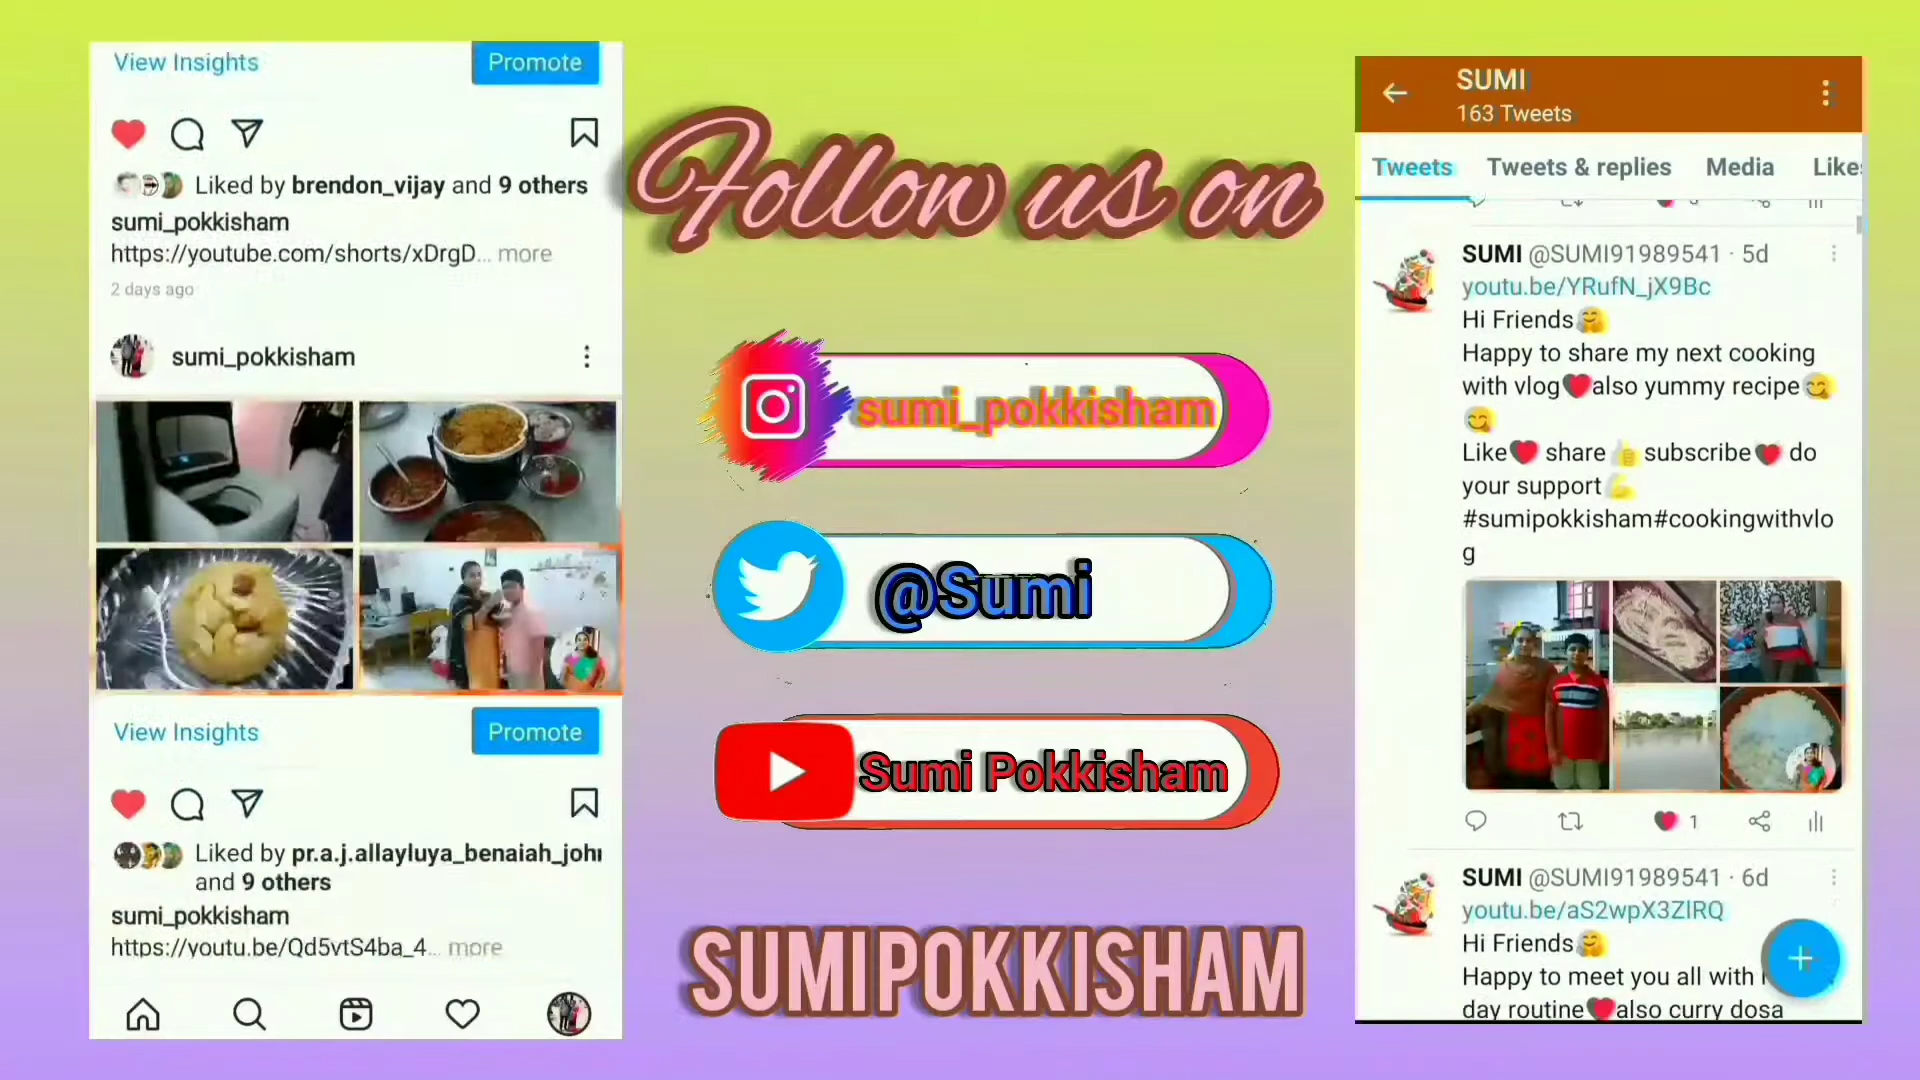 View Insights
Promote
Liked by brendon_vijay and 9 others
sumi_pokkisham
https://youtube.com/shorts/xDrgD... more
2 days ago
sumi_pokkisham
View Insights
Promote
Liked by pr.a.j.allayluya_benaiah_joh
and 9 others
sumi_pokkisham
https://youtu.be/Qd5vtS4ba_4... more
Follow us on
sumi_pokkisham
@Sumi
Sumi Pokkisham
SUMIPOKKISHAM
SUMI
163 Tweets
Tweets
Tweets & replies
Media
Likes
SUMI @SUMI91989541 · 5d
youtu.be/YRufN_jX9Bc
Hi Friends🤗
Happy to share my next cooking
with vlog❤️also yummy recipe😋
😋
Like❤️ share👍subscribe❤️ do
your support💪
#sumipokkisham#cookingwithvlo
g
1
SUMI @SUMI91989541 · 6d
youtu.be/aS2wpX3ZlRQ
Hi Friends🤗
Happy to meet you all with
day routine❤️also curry dosa